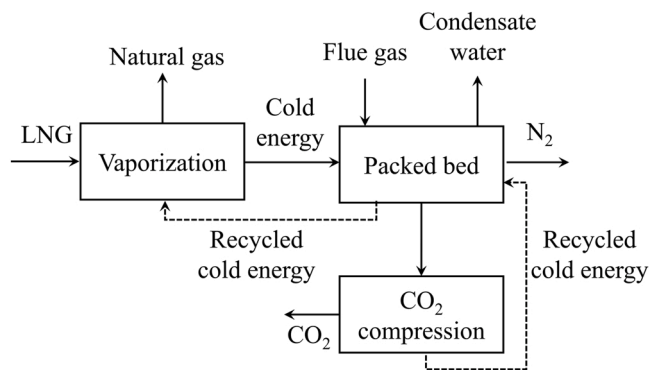 Natural gas
Flue gas
Condensate
water
LNG
Vaporization
Cold
energy
Packed bed
N₂
Recycled
cold energy
Recycled
cold energy
CO₂
compression
CO₂